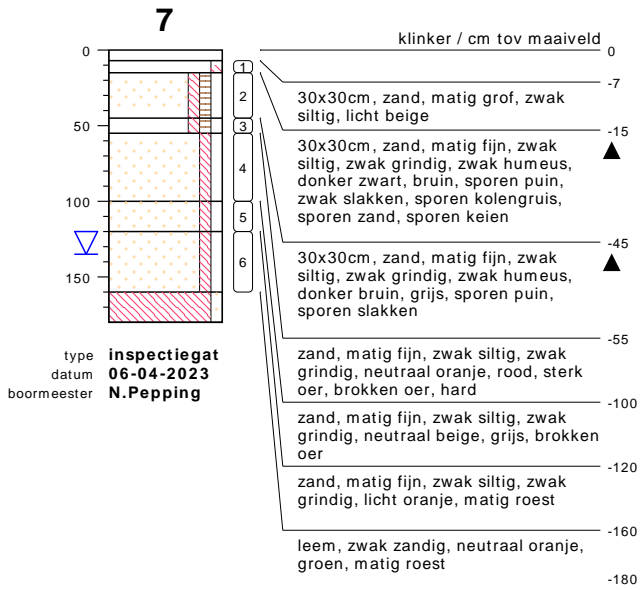 7
klinker / cm tov maaiveld
0
0
-7
30x30cm, zand, matig grof, zwak
siltig, licht beige
-15
30x30cm, zand, matig fijn, zwak
siltig, zwak grindig, zwak humeus,
donker zwart, bruin, sporen puin,
zwak slakken, sporen kolengruis,
sporen zand, sporen keien
-45
30x30cm, zand, matig fijn, zwak
siltig, zwak grindig, zwak humeus,
donker bruin, grijs, sporen puin,
sporen slakken
-55
zand, matig fijn, zwak siltig, zwak
grindig, neutraal oranje, rood, sterk
oer, brokken oer, hard
-100
zand, matig fijn, zwak siltig, zwak
grindig, neutraal beige, grijs, brokken
oer
-120
zand, matig fijn, zwak siltig, zwak
grindig, licht oranje, matig roest
-160
leem, zwak zandig, neutraal oranje,
groen, matig roest
-180
50
100
150
1
2
3
4
5
6
type inspectiegat
datum 06-04-2023
boormeester N.Pepping